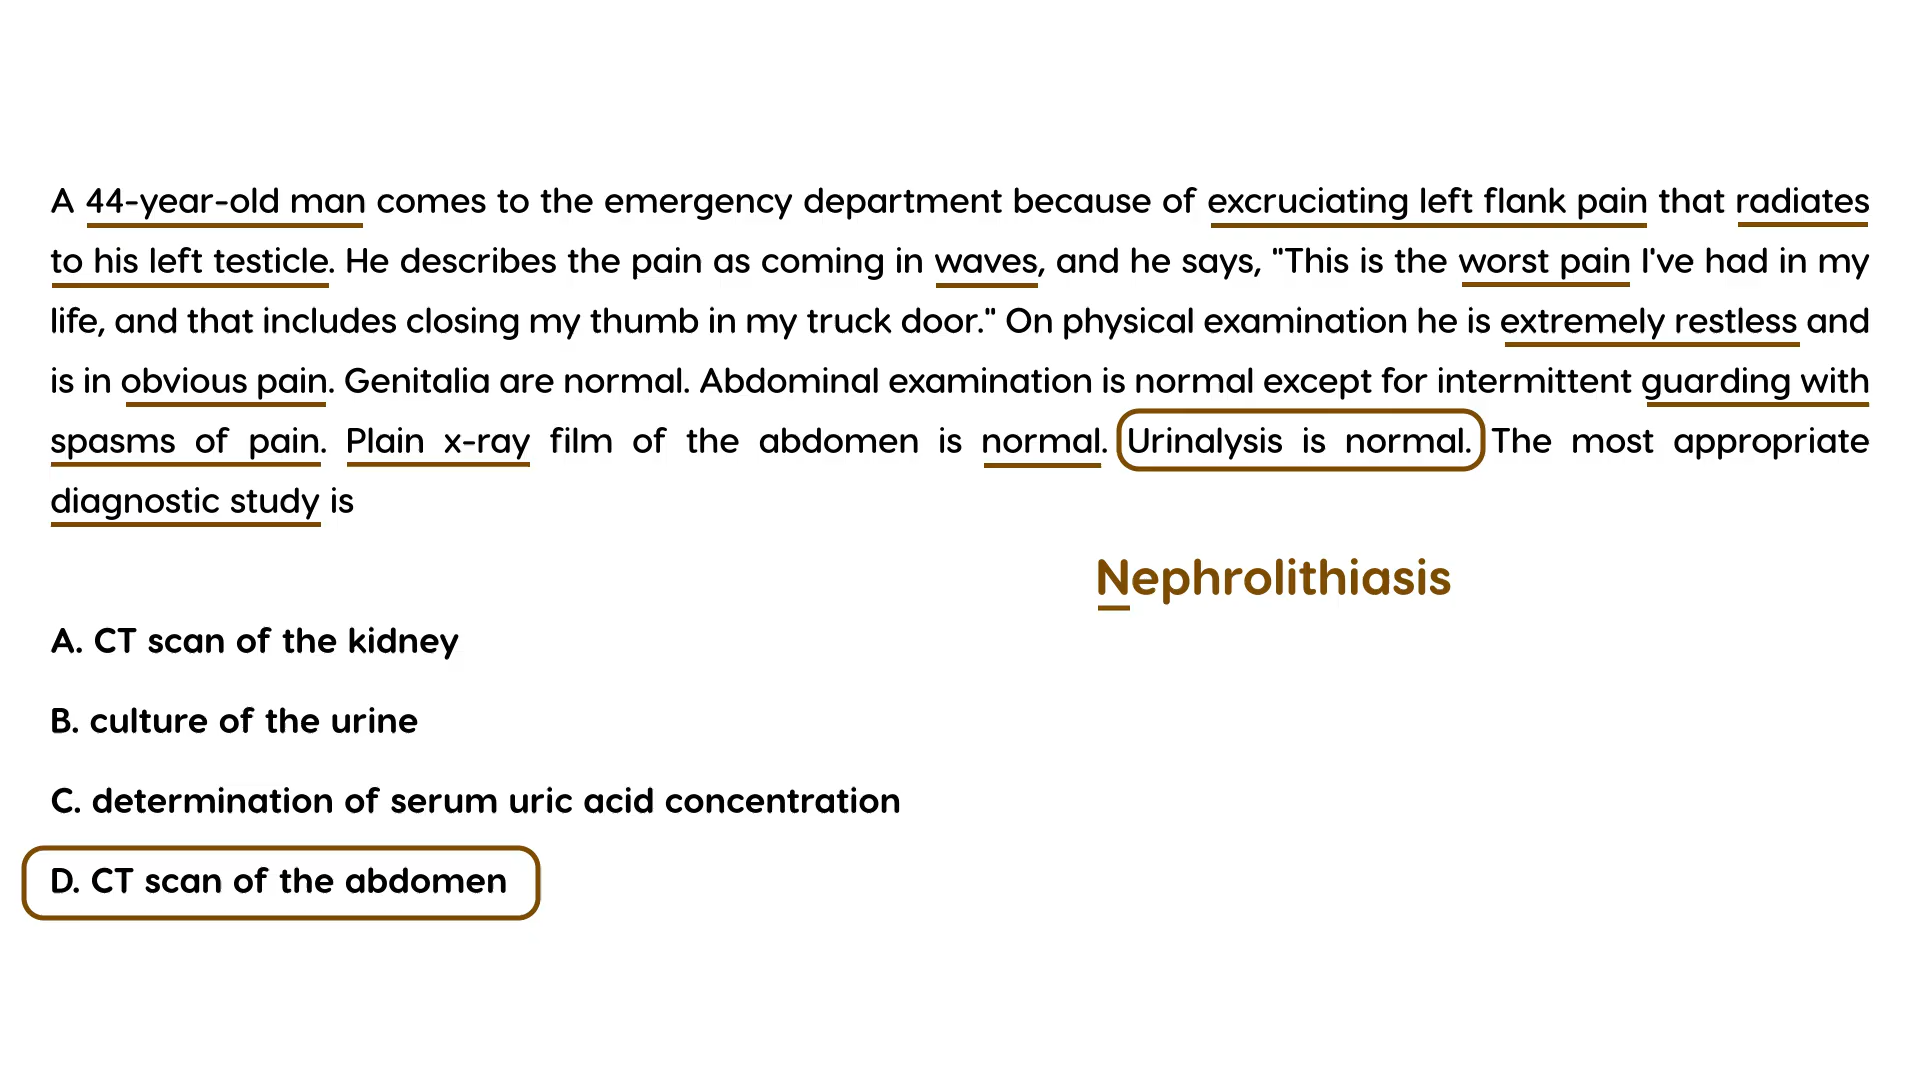 A 44-year-old man comes to the emergency department because of excruciating left flank pain that radiates
to his left testicle. He describes the pain as coming in waves, and he says, "This is the worst pain I've had in my
life, and that includes closing my thumb in my truck door." On physical examination he is extremely restless and
is in obvious pain. Genitalia are normal. Abdominal examination is normal except for intermittent guarding with
spasms of pain. Plain x-ray film of the abdomen is normal. Urinalysis is normal. The most appropriate
diagnostic study is
Nephrolithiasis
A. CT scan of the kidney
B. culture of the urine
C. determination of serum uric acid concentration
D. CT scan of the abdomen